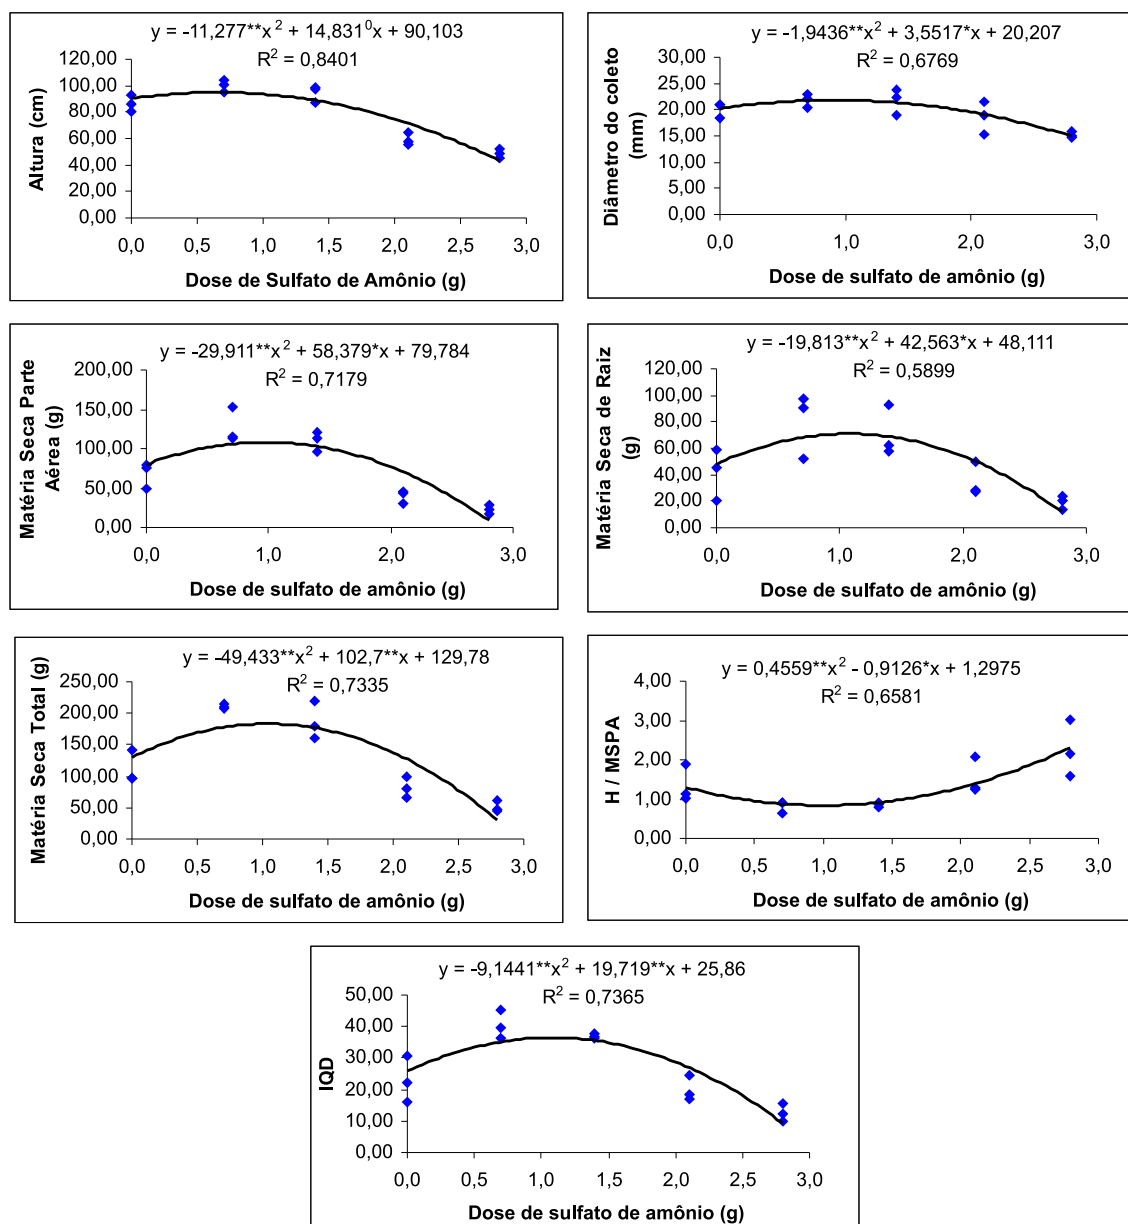 y = -11,277**x² + 14,831⁰x + 90,103
R² = 0,8401
120,00
100,00
80,00
60,00
40,00
20,00
0,00
Altura (cm)
0,0 0,5 1,0 1,5 2,0 2,5 3,0
Dose de Sulfato de Amônio (g)
y = -1,9436**x² + 3,5517*x + 20,207
R² = 0,6769
30,00
25,00
20,00
15,00
10,00
5,00
0,00
Diâmetro do coleto
(mm)
0,0 1,0 2,0 3,0
Dose de sulfato de amônio (g)
y = -29,911**x² + 58,379*x + 79,784
R² = 0,7179
200,00
150,00
100,00
50,00
0,00
Matéria Seca Parte
Aérea (g)
0,0 1,0 2,0 3,0
Dose de sulfato de amônio (g)
y = -19,813**x² + 42,563*x + 48,111
R² = 0,5899
120,00
100,00
80,00
60,00
40,00
20,00
0,00
Matéria Seca de Raiz
(g)
0,0 1,0 2,0 3,0
Dose de sulfato de amônio (g)
y = -49,433**x² + 102,7**x + 129,78
R² = 0,7335
250,00
200,00
150,00
100,00
50,00
0,00
Matéria Seca Total (g)
0,0 0,5 1,0 1,5 2,0 2,5 3,0
Dose de sulfato de amônio (g)
y = 0,4559**x² - 0,9126*x + 1,2975
R² = 0,6581
4,00
3,00
2,00
1,00
0,00
H / MSPA
0,0 0,5 1,0 1,5 2,0 2,5 3,0
Dose de sulfato de amônio (g)
y = -9,1441**x² + 19,719**x + 25,86
R² = 0,7365
50,00
40,00
30,00
20,00
10,00
0,00
IQD
0,0 0,5 1,0 1,5 2,0 2,5 3,0
Dose de sulfato de amônio (g)